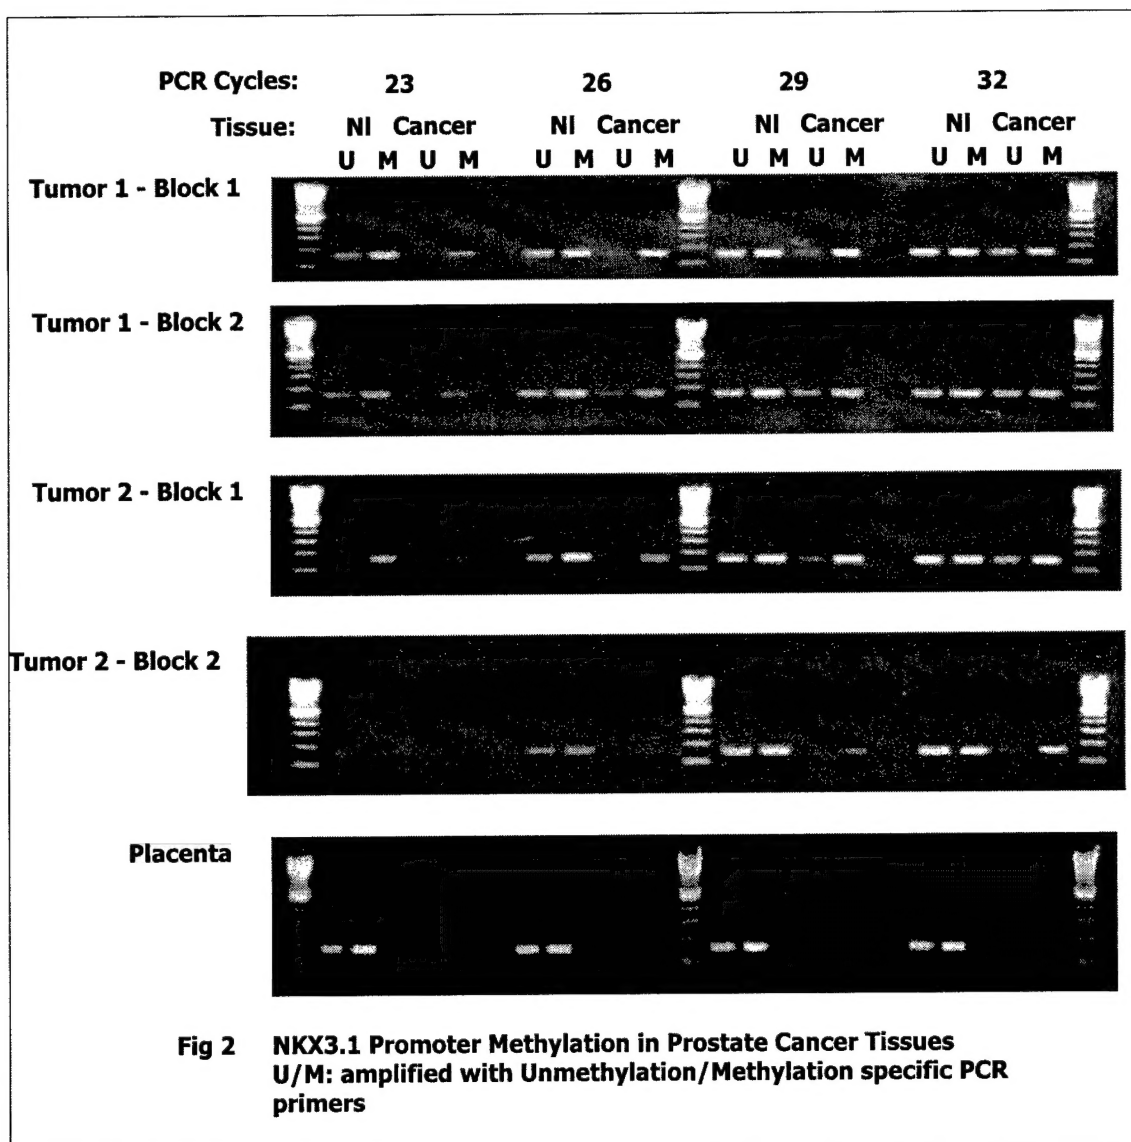 PCR Cycles: 23 26 29 32
Tissue: Nl Cancer Nl Cancer Nl Cancer Nl Cancer
U M U M U M U M U M U M U M U M
Tumor 1 - Block 1
Tumor 1 - Block 2
Tumor 2 - Block 1
Tumor 2 - Block 2
Placenta
Fig 2 NKX3.1 Promoter Methylation in Prostate Cancer Tissues
U/M: amplified with Unmethylation/Methylation specific PCR
primers